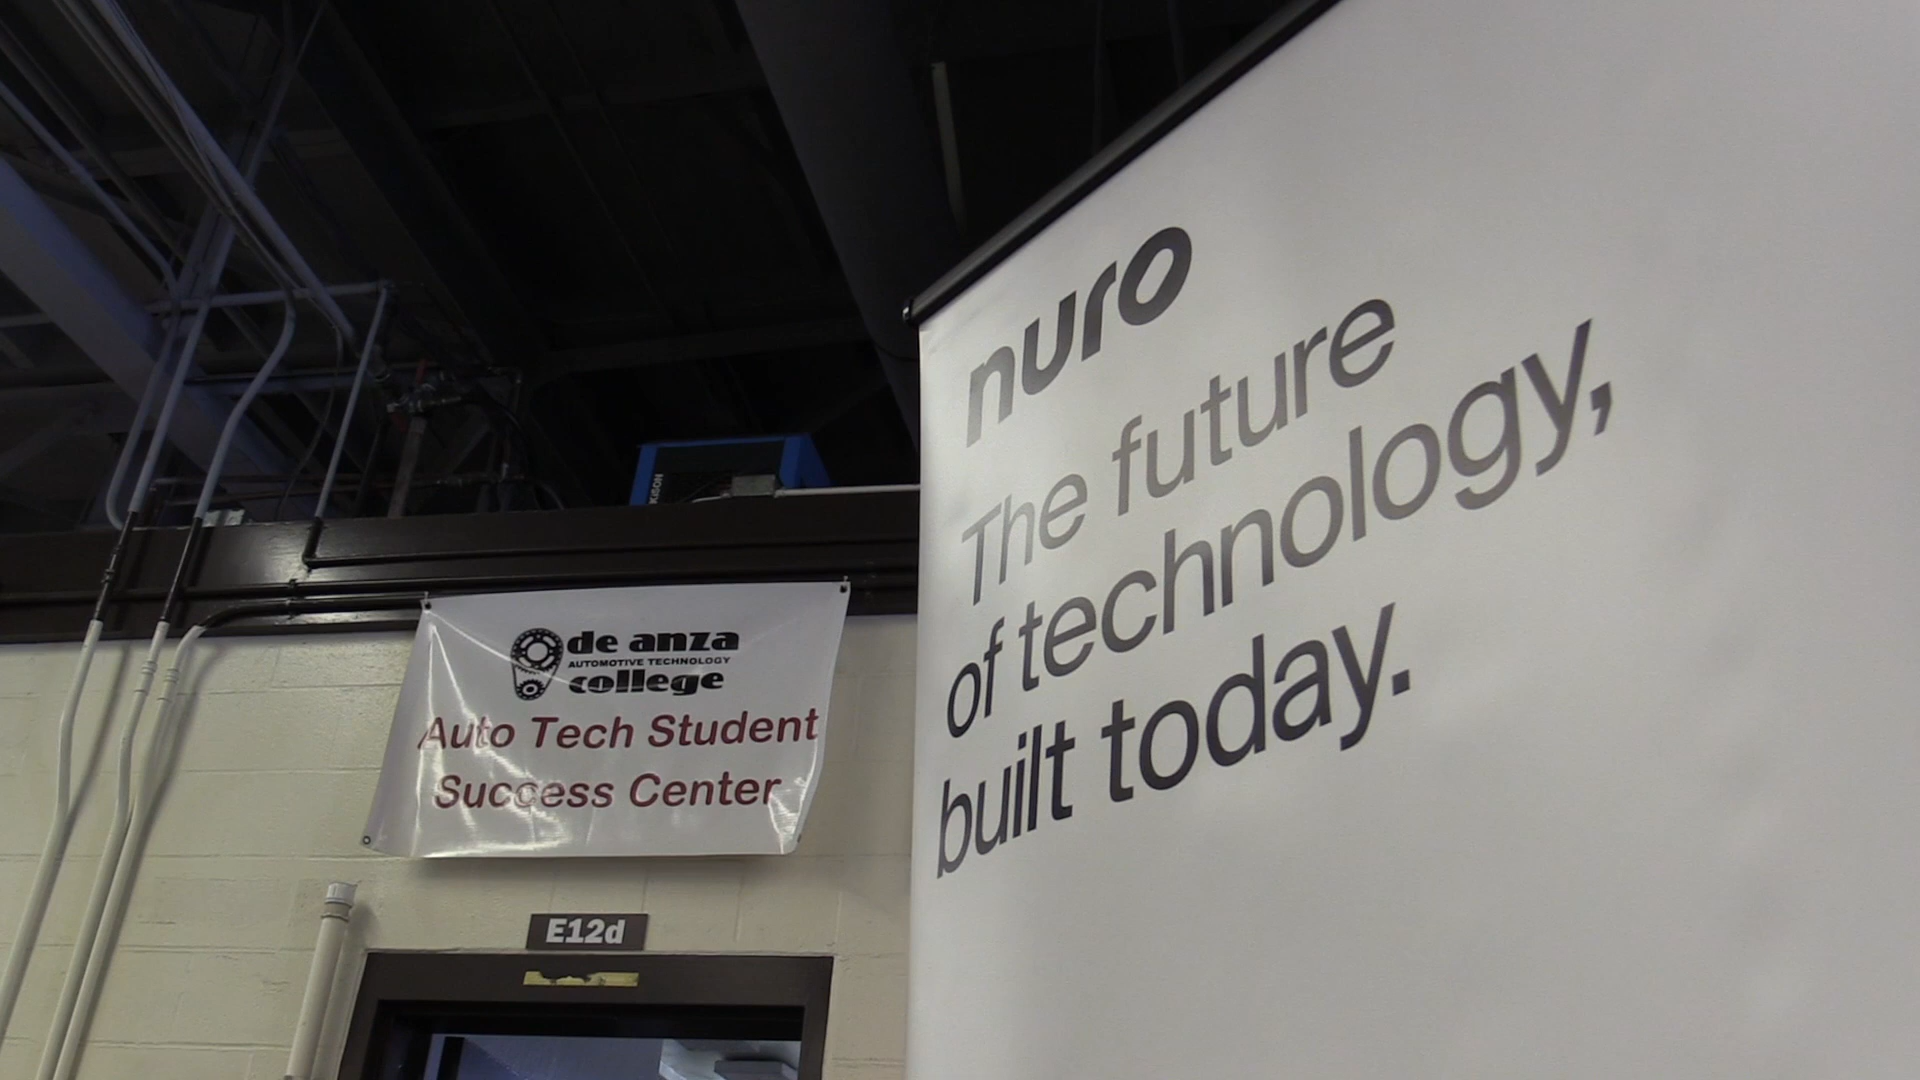 nuro
The future
of technology,
built today.
de anza
AUTOMOTIVE TECHNOLOGY
college
Auto Tech Student
Success Center
E12d